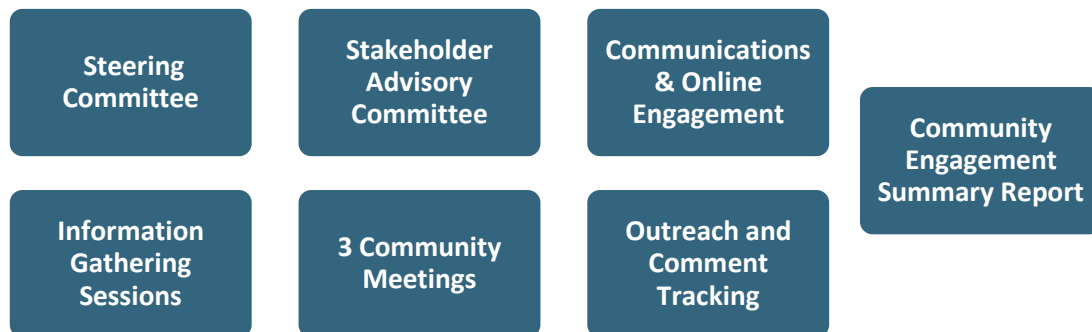 Steering
Committee
Stakeholder
Advisory
Committee
Communications
& Online
Engagement
Community
Engagement
Summary Report
Information
Gathering
Sessions
3 Community
Meetings
Outreach and
Comment
Tracking